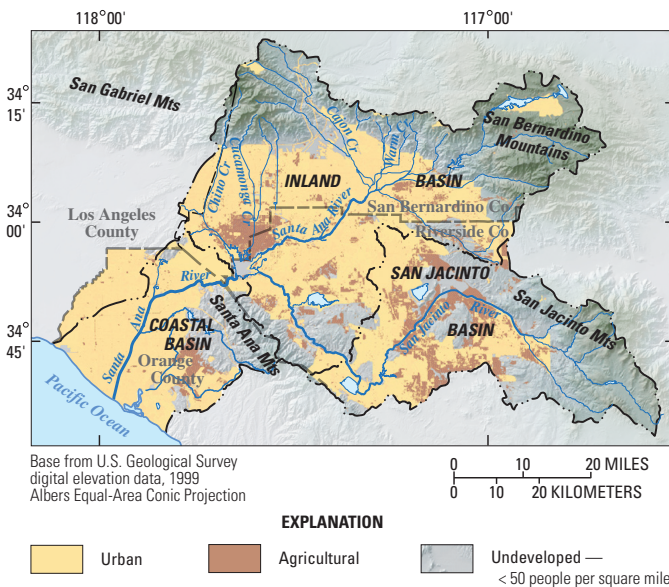 118°00'
117°00'
34°
15'
34°
00'
34°
45'
San Gabriel Mts
Cajon Cr
Warm Cr
San Bernardino
Mountains
Chino Cr
Cucamonga Cr
INLAND
BASIN
Santa Ana River
San Bernardino Co
Riverside Co
Los Angeles
County
SAN JACINTO
BASIN
San Jacinto
River
San Jacinto Mts
Santa Ana
River
Santa Ana Mts
COASTAL
BASIN
Orange
County
Pacific Ocean
Base from U.S. Geological Survey
digital elevation data, 1999
Albers Equal-Area Conic Projection
0 10 20 MILES
0 10 20 KILOMETERS
EXPLANATION
Urban
Agricultural
Undeveloped —
< 50 people per square mile